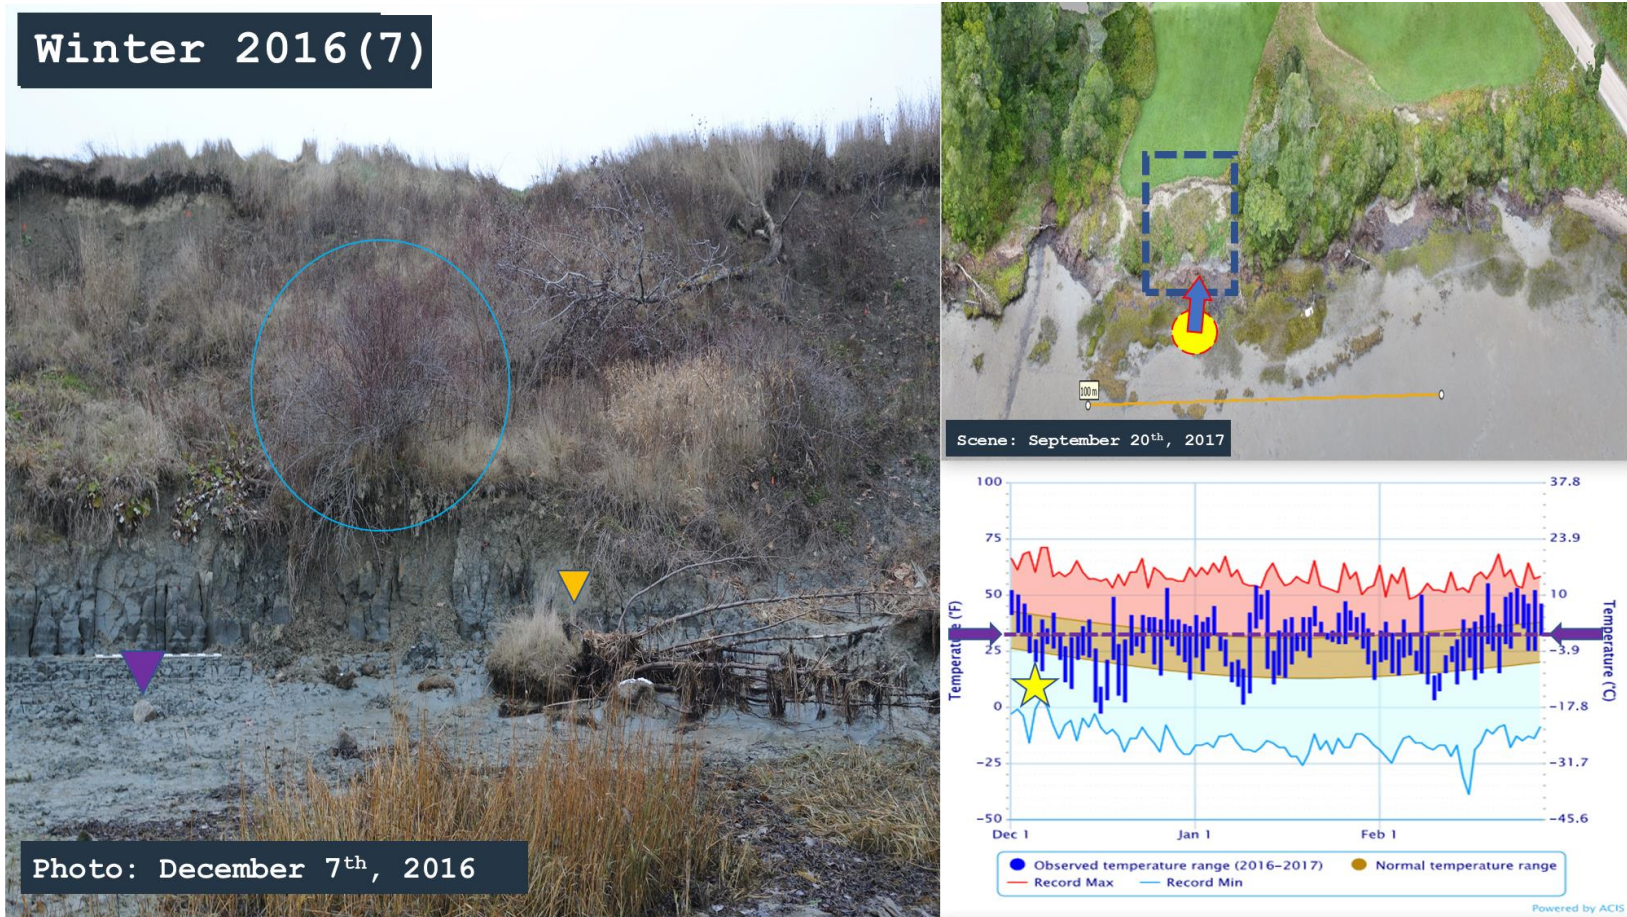 Winter 2016(7)
Photo: December 7th, 2016
100 m
Scene: September 20th, 2017
100
75
50
25
0
-25
-50
37.8
23.9
10
-3.9
-17.8
-31.7
-45.6
Temperature (°F)
Temperature (°C)
Dec 1
Jan 1
Feb 1
Observed temperature range (2016-2017)
Normal temperature range
Record Max
Record Min
Powered by ACIS